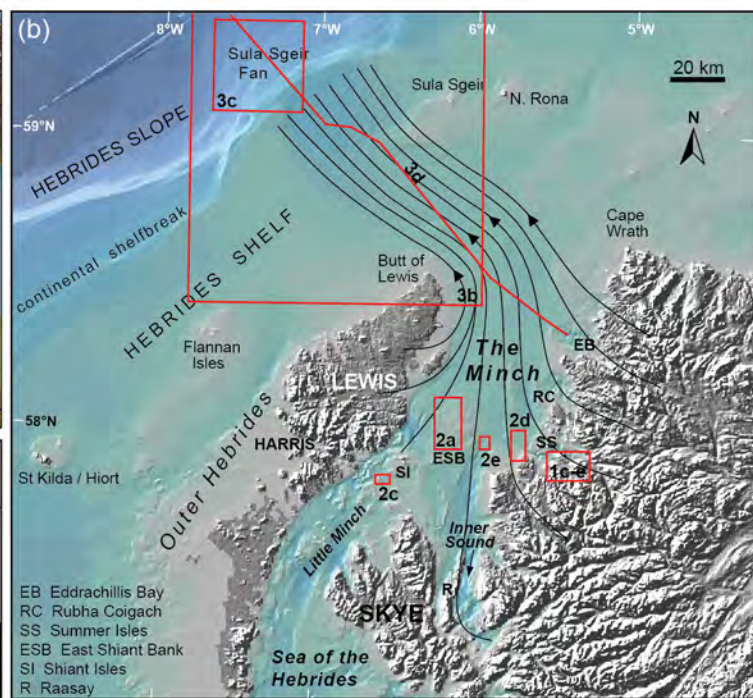 (b)
8°W
7°W
6°W
5°W
Sula Sgeir
Fan
3c
Sula Sgeir
N. Rona
20 km
N
59°N
HEBRIDES SLOPE
3d
continental shelfbreak
HEBRIDES SHELF
Cape
Wrath
Butt of
Lewis
3b
EB
Flannan
Isles
The
Minch
LEWIS
RC
58°N
2d
Outer Hebrides
HARRIS
2a
ESB
2e
SS
1c-e
St Kilda / Hiort
SI
2c
Little Minch
Inner
Sound
R
SKYE
Sea of the
Hebrides
EB Eddrachillis Bay
RC Rubha Coigach
SS Summer Isles
ESB East Shiant Bank
SI Shiant Isles
R Raasay